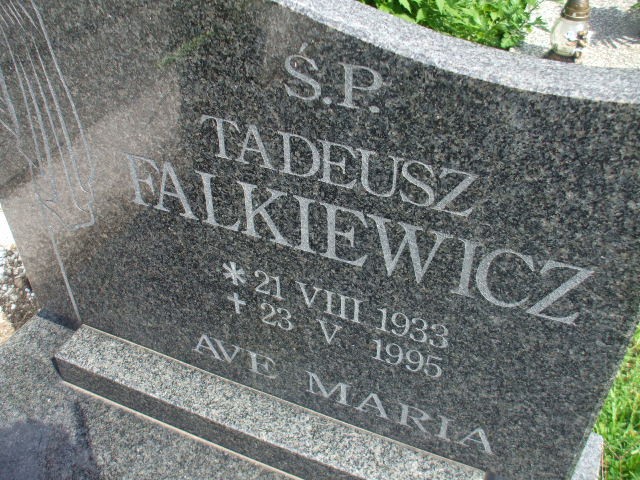 Ś.P.
TADEUSZ
FALKIEWICZ
* 21 VIII 1933
✝ 23 V 1995
AVE MARIA